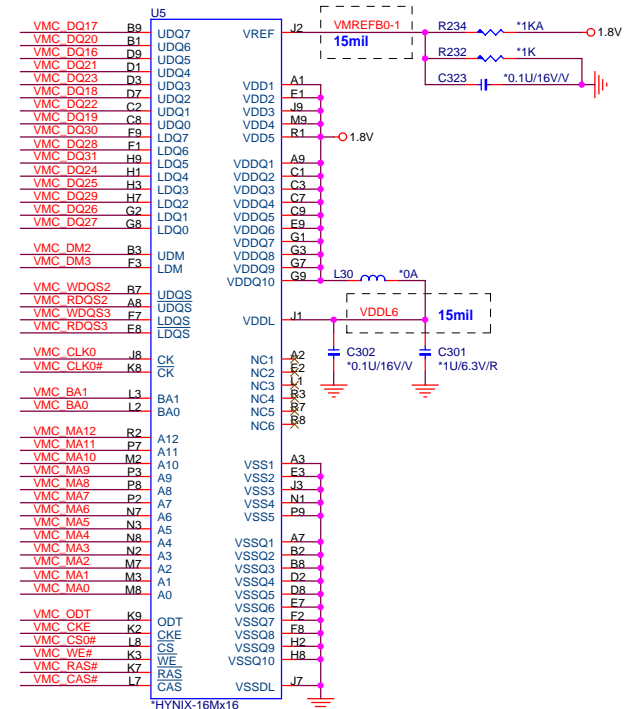 U5
VMC_DQ17 B9 UDQ7
VMC_DQ20 B1 UDQ6
VMC_DQ16 D9 UDQ5
VMC_DQ21 D1 UDQ4
VMC_DQ23 D3 UDQ3
VMC_DQ18 D7 UDQ2
VMC_DQ22 C2 UDQ1
VMC_DQ19 C8 UDQ0
VMC_DQ30 F9 LDQ7
VMC_DQ28 F1 LDQ6
VMC_DQ31 H9 LDQ5
VMC_DQ24 H1 LDQ4
VMC_DQ25 H3 LDQ3
VMC_DQ29 H7 LDQ2
VMC_DQ26 G2 LDQ1
VMC_DQ27 G8 LDQ0
VMC_DM2 B3 UDM
VMC_DM3 F3 LDM
VMC_WDQS2 B7 UDQS
VMC_RDQS2 A8 UDQS
VMC_WDQS3 F7 LDQS
VMC_RDQS3 E8 LDQS
VMC_CLK0 J8 CK
VMC_CLK0# K8 CK
VMC_BA1 L3 BA1
VMC_BA0 L2 BA0
VMC_MA12 R2 A12
VMC_MA11 P7 A11
VMC_MA10 M2 A10
VMC_MA9 P3 A9
VMC_MA8 P8 A8
VMC_MA7 P2 A7
VMC_MA6 N7 A6
VMC_MA5 N3 A5
VMC_MA4 N8 A4
VMC_MA3 N2 A3
VMC_MA2 M7 A2
VMC_MA1 M3 A1
VMC_MA0 M8 A0
VMC_ODT K9 ODT
VMC_CKE K2 CKE
VMC_CS0# L8 CS
VMC_WE# K3 WE
VMC_RAS# K7 RAS
VMC_CAS# L7 CAS
*HYNIX-16Mx16
VREF J2 VMREFB0-1
15mil
R234 *1KA 1.8V
R232 *1K
C323 *0.1U/16V/V
VDD1 A1
VDD2 E1
VDD3 J9
VDD4 M9
VDD5 R1 1.8V
VDDQ1 A9
VDDQ2 C1
VDDQ3 C3
VDDQ4 C7
VDDQ5 C9
VDDQ6 E9
VDDQ7 G1
VDDQ8 G3
VDDQ9 G7
VDDQ10 G9 L30 *0A
VDDL J1 VDDL6 15mil
C302
*0.1U/16V/V
C301
*1U/6.3V/R
NC1 A2
NC2 E2
NC3 L1
NC4 R3
NC5 R7
NC6 R8
VSS1 A3
VSS2 E3
VSS3 J3
VSS4 N1
VSS5 P9
VSSQ1 A7
VSSQ2 B2
VSSQ3 B8
VSSQ4 D2
VSSQ5 D8
VSSQ6 E7
VSSQ7 F2
VSSQ8 F8
VSSQ9 H2
VSSQ10 H8
VSSDL J7